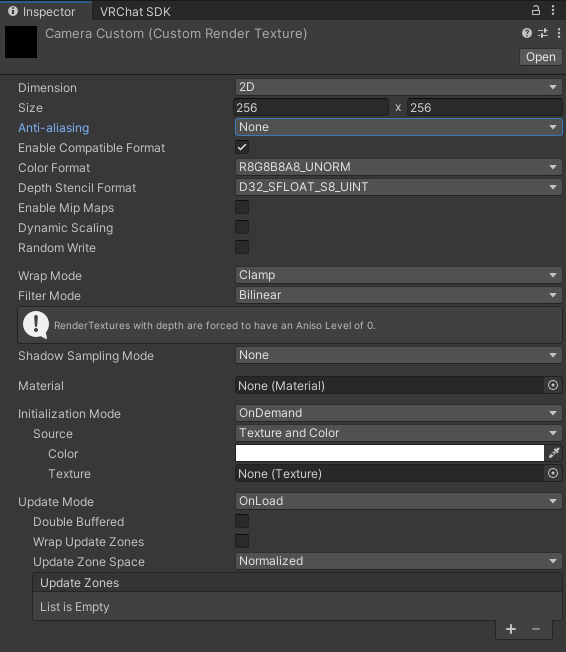 Inspector VRChat SDK
Camera Custom (Custom Render Texture)
Open
Dimension 2D
Size 256 x 256
Anti-aliasing None
Enable Compatible Format
Color Format R8G8B8A8_UNORM
Depth Stencil Format D32_SFLOAT_S8_UINT
Enable Mip Maps
Dynamic Scaling
Random Write
Wrap Mode Clamp
Filter Mode Bilinear
RenderTextures with depth are forced to have an Aniso Level of 0.
Shadow Sampling Mode None
Material None (Material)
Initialization Mode OnDemand
Source Texture and Color
Color
Texture None (Texture)
Update Mode OnLoad
Double Buffered
Wrap Update Zones
Update Zone Space Normalized
Update Zones
List is Empty